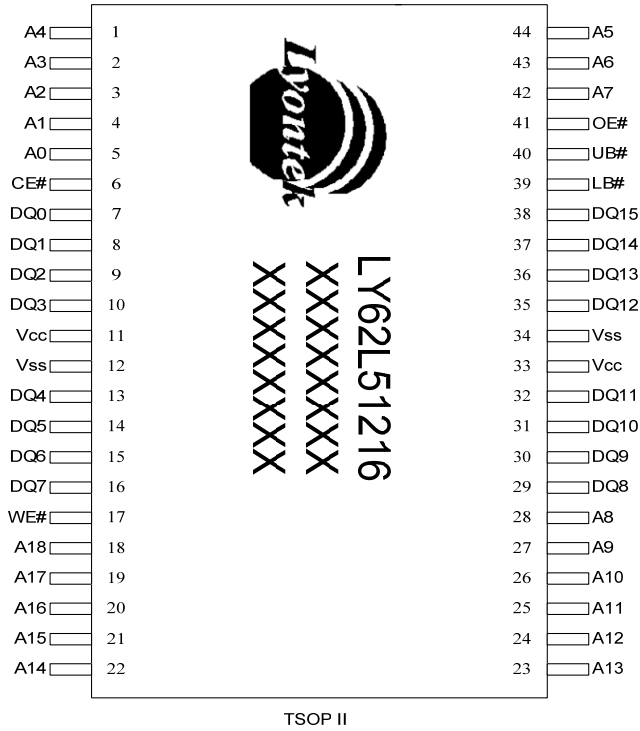 A4 1 44 A5
A3 2 43 A6
A2 3 42 A7
A1 4 41 OE#
A0 5 40 UB#
CE# 6 39 LB#
DQ0 7 38 DQ15
DQ1 8 37 DQ14
DQ2 9 36 DQ13
DQ3 10 35 DQ12
Vcc 11 34 Vss
Vss 12 33 Vcc
DQ4 13 32 DQ11
DQ5 14 31 DQ10
DQ6 15 30 DQ9
DQ7 16 29 DQ8
WE# 17 28 A8
A18 18 27 A9
A17 19 26 A10
A16 20 25 A11
A15 21 24 A12
A14 22 23 A13
Lyontek
LY62L51216
XXXXXXXX
XXXXXXXX
TSOP II